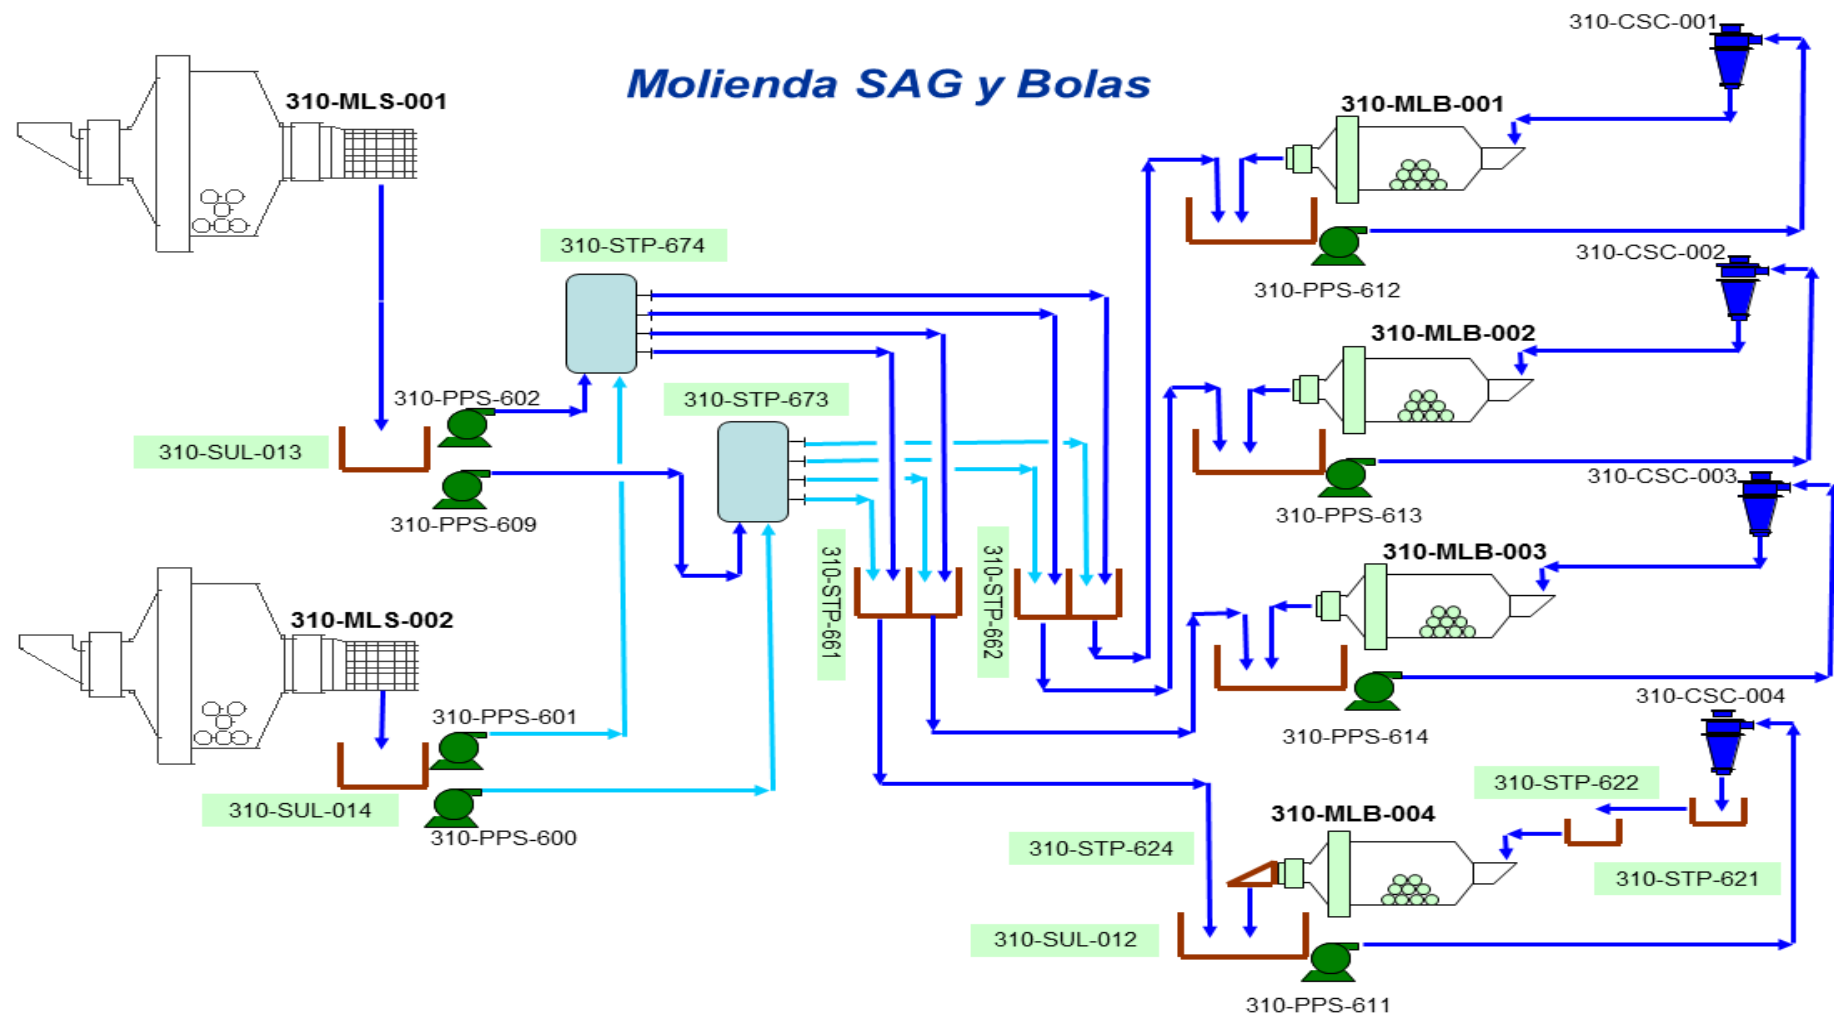 Molienda SAG y Bolas
310-MLS-001
310-STP-674
310-PPS-602
310-SUL-013
310-PPS-609
310-STP-673
310-MLS-002
310-PPS-601
310-SUL-014
310-PPS-600
310-STP-661
310-STP-662
310-CSC-001
310-MLB-001
310-PPS-612
310-CSC-002
310-MLB-002
310-PPS-613
310-CSC-003
310-MLB-003
310-PPS-614
310-CSC-004
310-STP-622
310-MLB-004
310-STP-624
310-STP-621
310-SUL-012
310-PPS-611